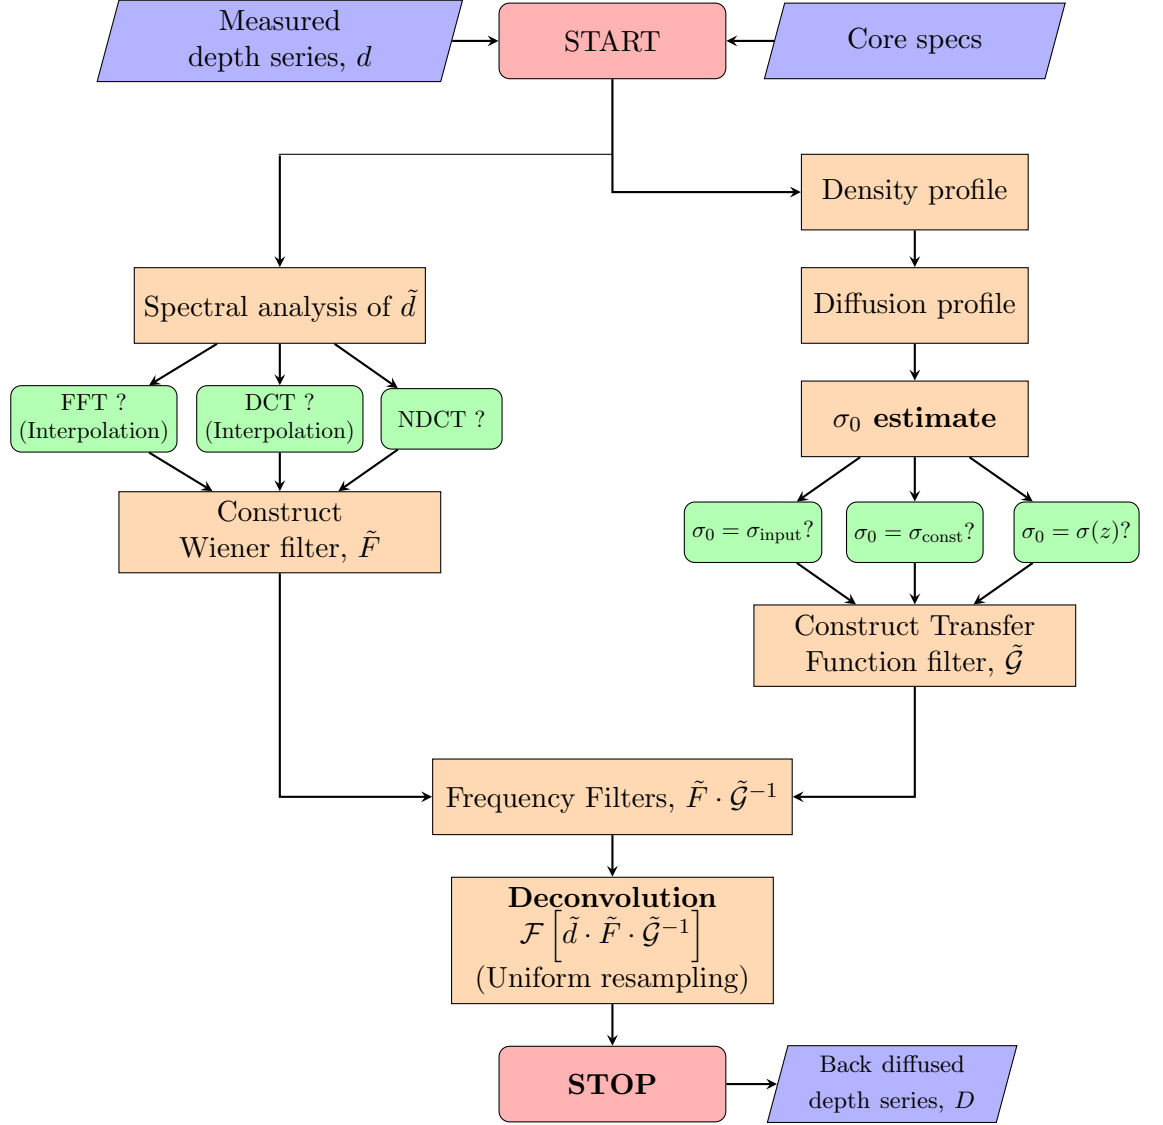 Measured
depth series, d
START
Core specs
Density profile
Spectral analysis of d̃
Diffusion profile
FFT ?
(Interpolation)
DCT ?
(Interpolation)
NDCT ?
σ₀ estimate
Construct
Wiener filter, F̃
σ₀ = σ_input?
σ₀ = σ_const?
σ₀ = σ(z)?
Construct Transfer
Function filter, 𝒢̃
Frequency Filters, F̃ · 𝒢̃⁻¹
Deconvolution
ℱ [d̃ · F̃ · 𝒢̃⁻¹]
(Uniform resampling)
STOP
Back diffused
depth series, D